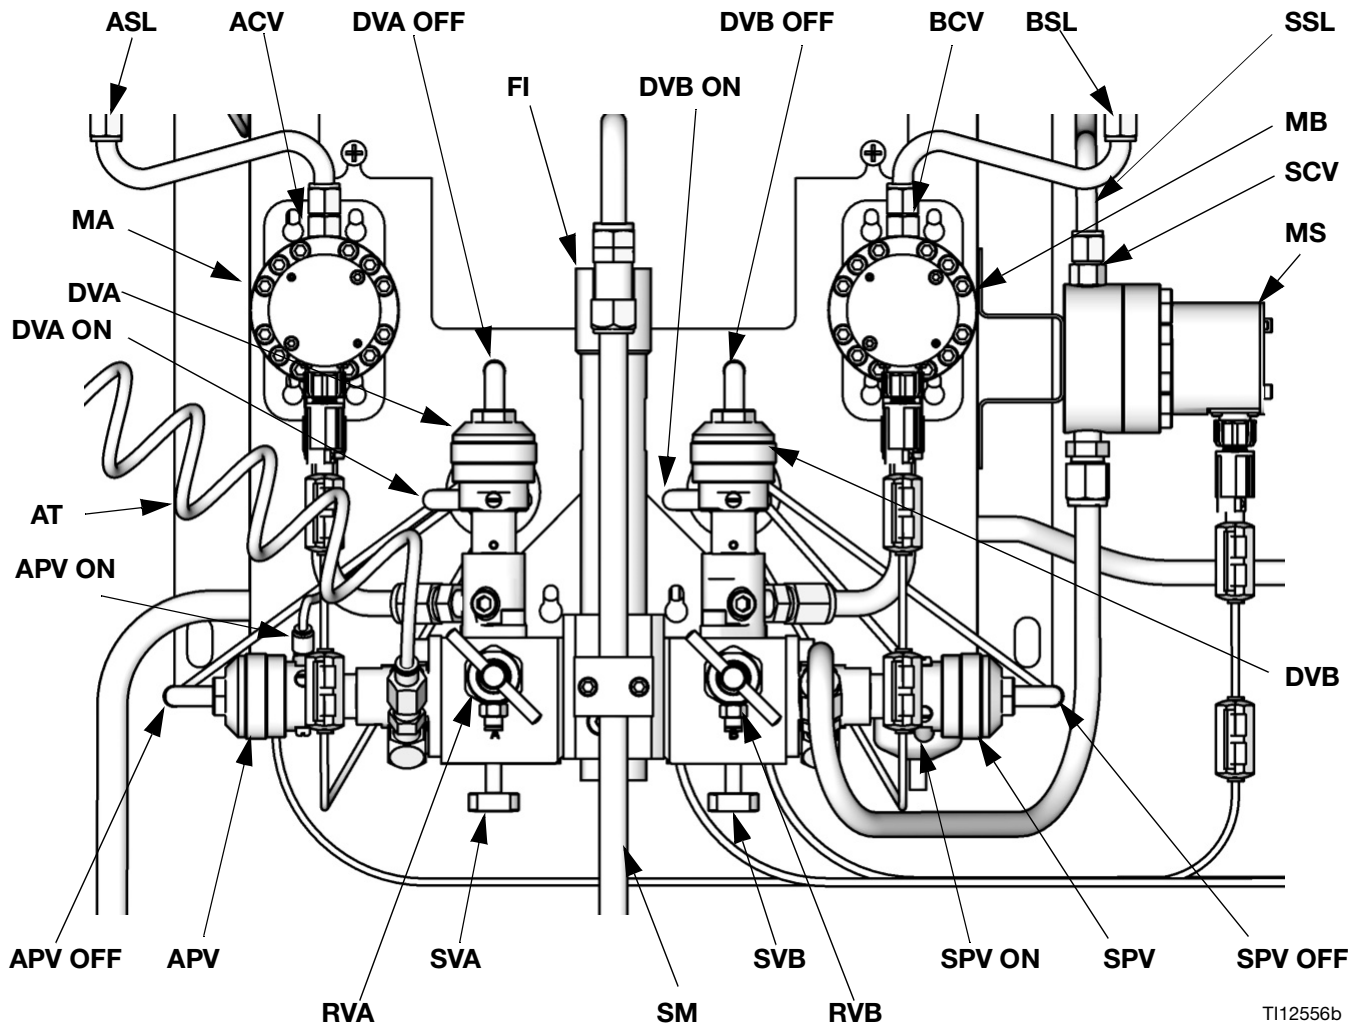 ASL ACV DVA OFF DVB OFF BCV BSL SSL
FI DVB ON
MB
SCV
MA MS
DVA
DVA ON
AT
APV ON
DVB
APV OFF APV SVA SVB SPV ON SPV SPV OFF
RVA SM RVB TI12556b
A
B